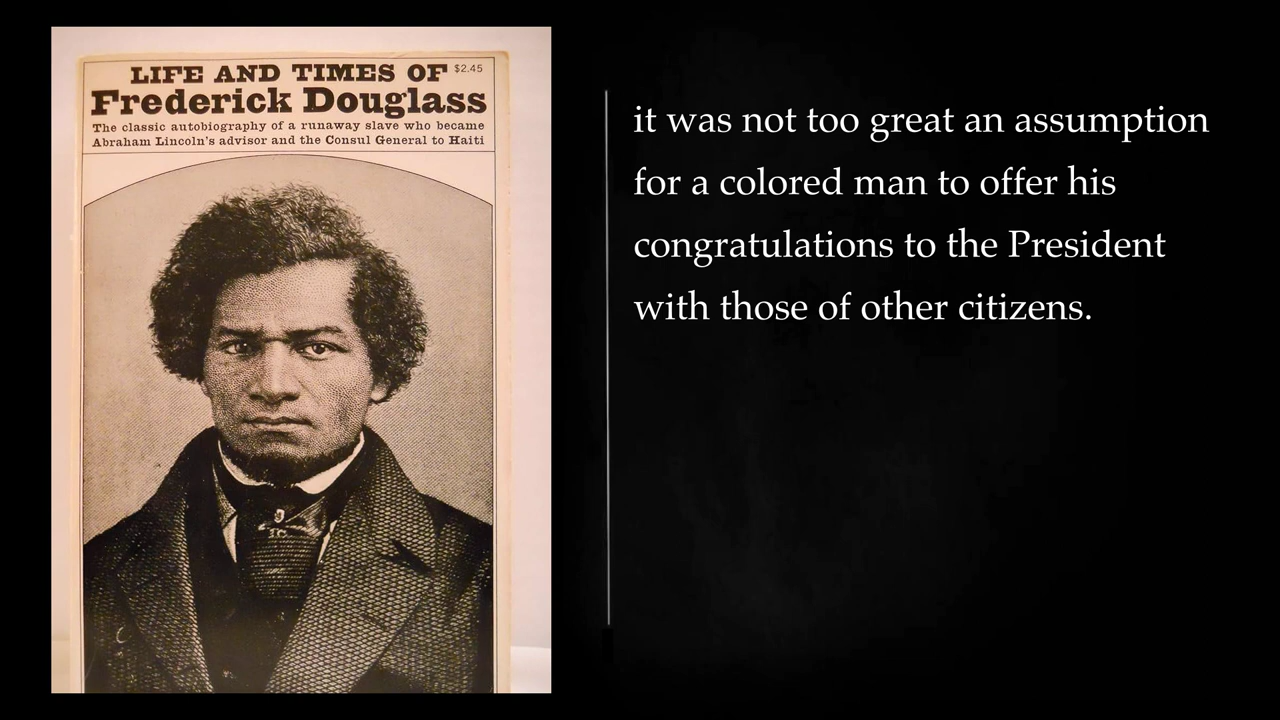 LIFE AND TIMES OF $2.45
Frederick Douglass
The classic autobiography of a runaway slave who became
Abraham Lincoln's advisor and the Consul General to Haiti
it was not too great an assumption
for a colored man to offer his
congratulations to the President
with those of other citizens.